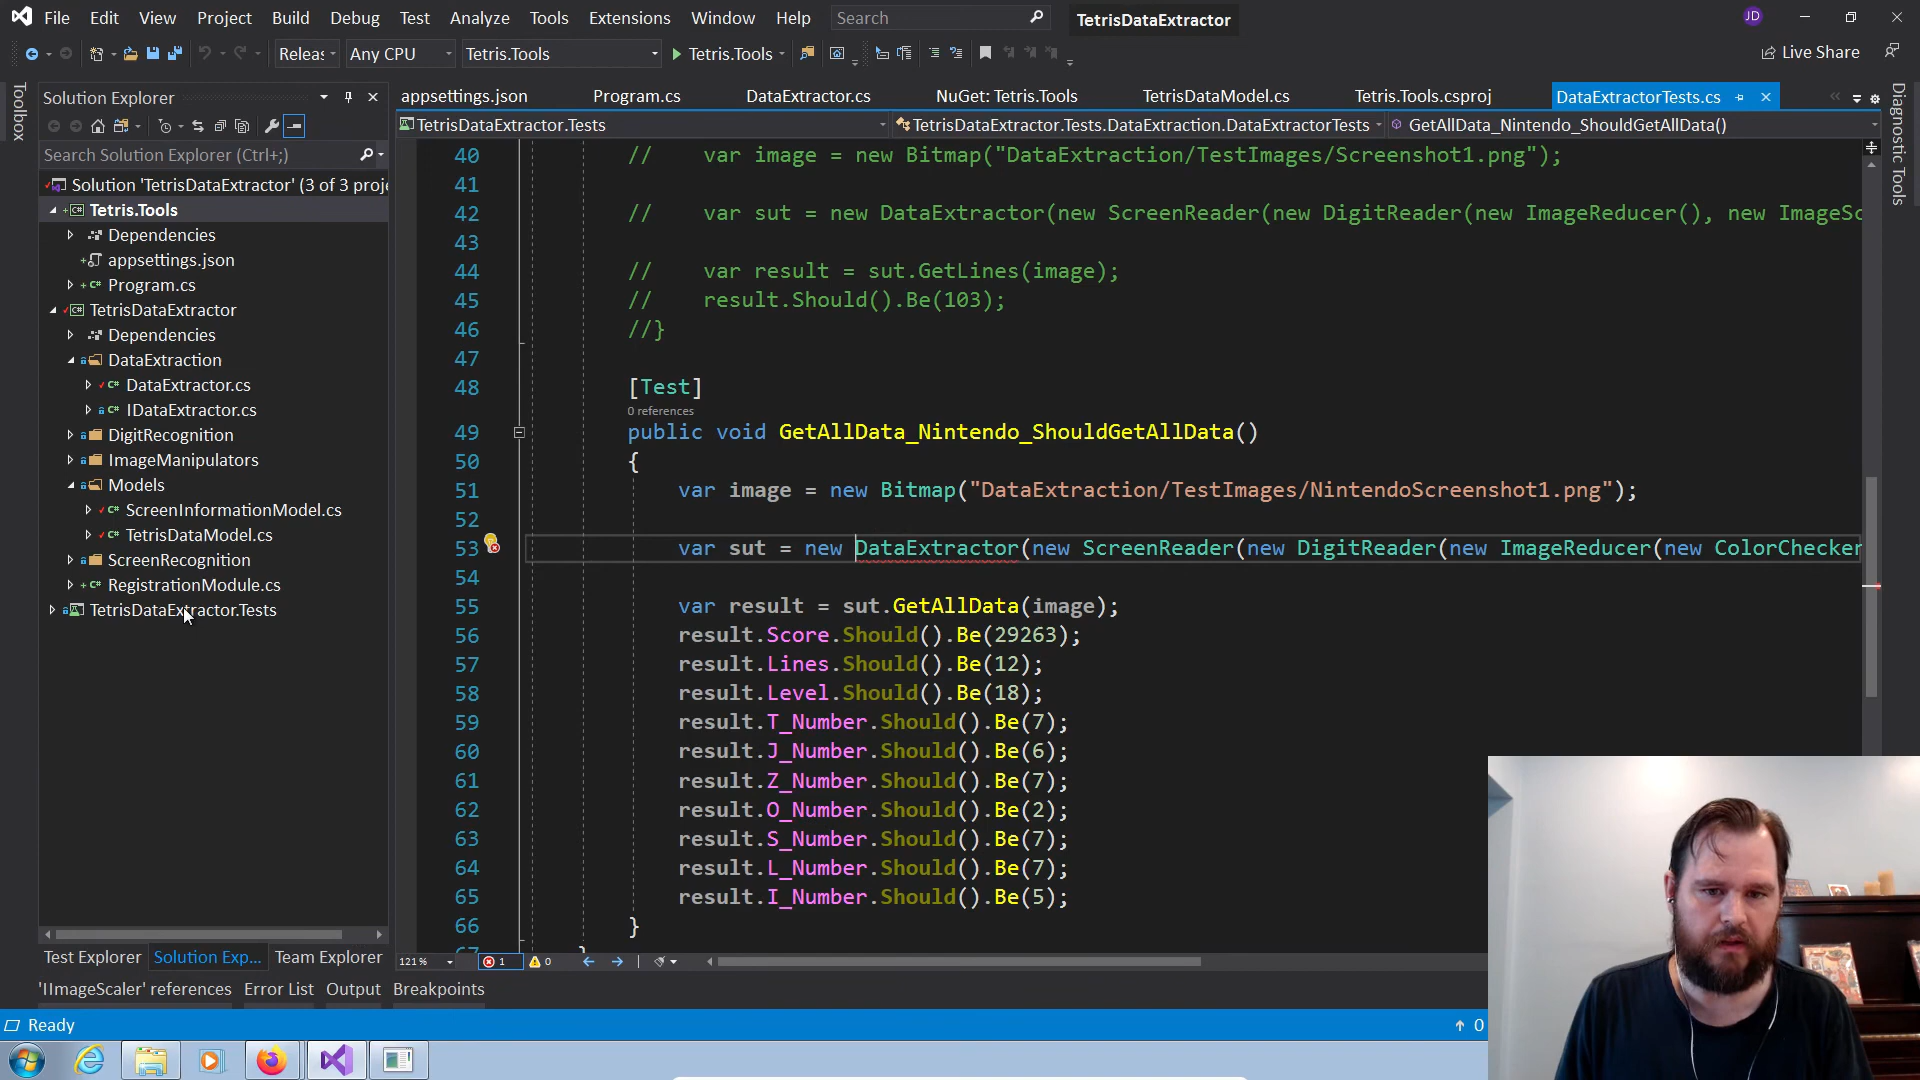 File Edit View Project Build Debug Test Analyze Tools Extensions Window Help Search TetrisDataExtractor JD
Releas Any CPU Tetris.Tools Tetris.Tools Live Share
Toolbox
Solution Explorer
Search Solution Explorer (Ctrl+;)
Solution 'TetrisDataExtractor' (3 of 3 proje
Tetris.Tools
Dependencies
appsettings.json
Program.cs
TetrisDataExtractor
Dependencies
DataExtraction
DataExtractor.cs
IDataExtractor.cs
DigitRecognition
ImageManipulators
Models
ScreenInformationModel.cs
TetrisDataModel.cs
ScreenRecognition
RegistrationModule.cs
TetrisDataExtractor.Tests
Test Explorer Solution Exp... Team Explorer
appsettings.json Program.cs DataExtractor.cs NuGet: Tetris.Tools TetrisDataModel.cs Tetris.Tools.csproj DataExtractorTests.cs
TetrisDataExtractor.Tests TetrisDataExtractor.Tests.DataExtraction.DataExtractorTests GetAllData_Nintendo_ShouldGetAllData()
40 // var image = new Bitmap("DataExtraction/TestImages/Screenshot1.png");
41
42 // var sut = new DataExtractor(new ScreenReader(new DigitReader(new ImageReducer(), new ImageSc
43
44 // var result = sut.GetLines(image);
45 // result.Should().Be(103);
46 //}
47
48 [Test]
0 references
49 public void GetAllData_Nintendo_ShouldGetAllData()
50 {
51 var image = new Bitmap("DataExtraction/TestImages/NintendoScreenshot1.png");
52
53 var sut = new DataExtractor(new ScreenReader(new DigitReader(new ImageReducer(new ColorChecker
54
55 var result = sut.GetAllData(image);
56 result.Score.Should().Be(29263);
57 result.Lines.Should().Be(12);
58 result.Level.Should().Be(18);
59 result.T_Number.Should().Be(7);
60 result.J_Number.Should().Be(6);
61 result.Z_Number.Should().Be(7);
62 result.O_Number.Should().Be(2);
63 result.S_Number.Should().Be(7);
64 result.L_Number.Should().Be(7);
65 result.I_Number.Should().Be(5);
66 }
67 }
121 % 1 0
Diagnostic Tools
'IImageScaler' references Error List Output Breakpoints
Ready 0